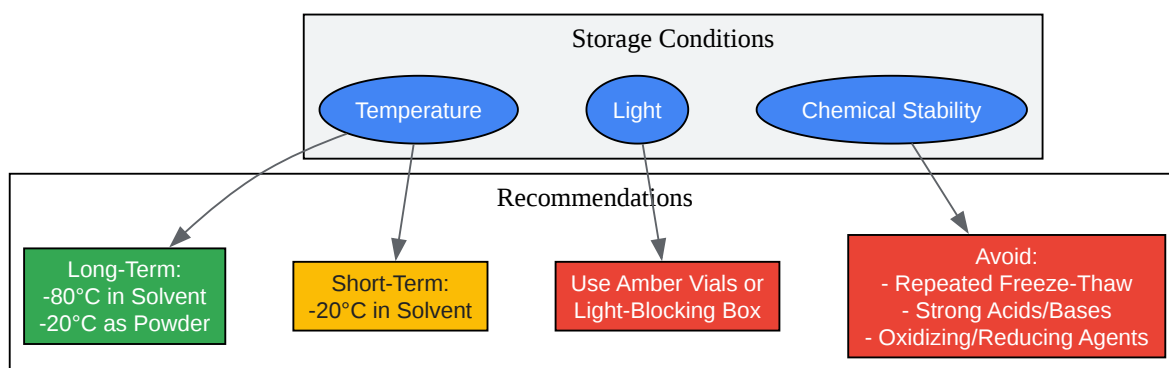 Storage Conditions
Temperature
Light
Chemical Stability
Recommendations
Long-Term:
-80°C in Solvent
-20°C as Powder
Short-Term:
-20°C in Solvent
Use Amber Vials or
Light-Blocking Box
Avoid:
- Repeated Freeze-Thaw
- Strong Acids/Bases
- Oxidizing/Reducing Agents